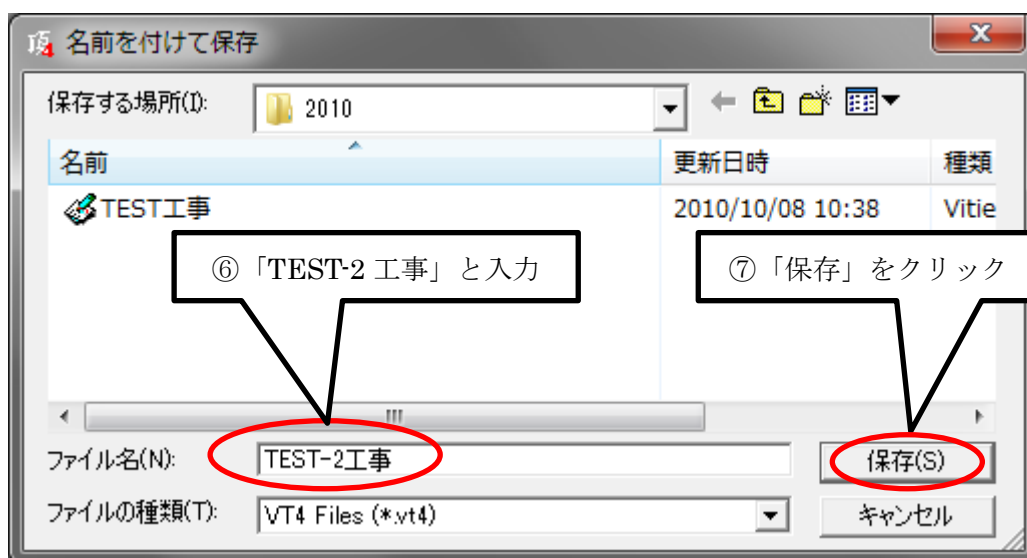 頂4 名前を付けて保存
保存する場所(I):
2010
名前 更新日時 種類
TEST工事 2010/10/08 10:38 Vitie
⑥「TEST-2 工事」と入力
⑦「保存」をクリック
ファイル名(N): TEST-2工事 保存(S)
ファイルの種類(T): VT4 Files (*.vt4) キャンセル